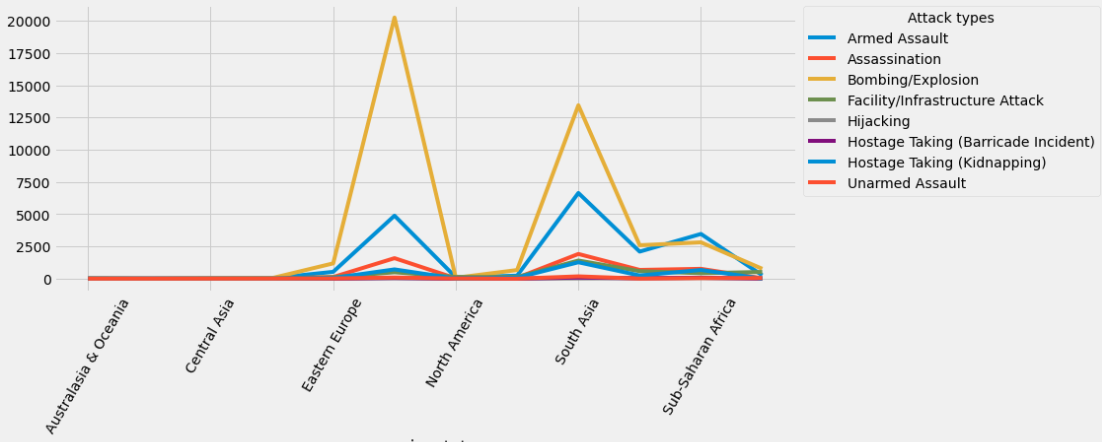 20000
17500
15000
12500
10000
7500
5000
2500
0
Australasia & Oceania
Central Asia
Eastern Europe
North America
South Asia
Sub-Saharan Africa
Attack types
Armed Assault
Assassination
Bombing/Explosion
Facility/Infrastructure Attack
Hijacking
Hostage Taking (Barricade Incident)
Hostage Taking (Kidnapping)
Unarmed Assault